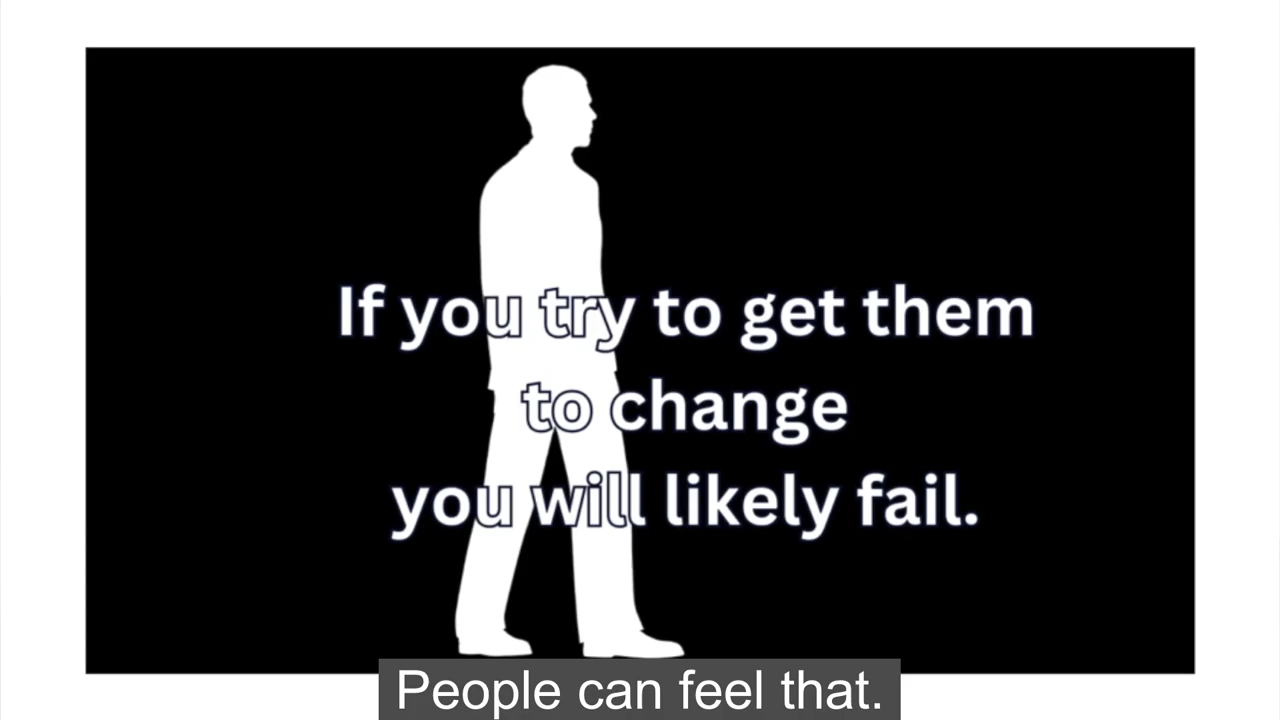 If you try to get them
to change
you will likely fail.
People can feel that.